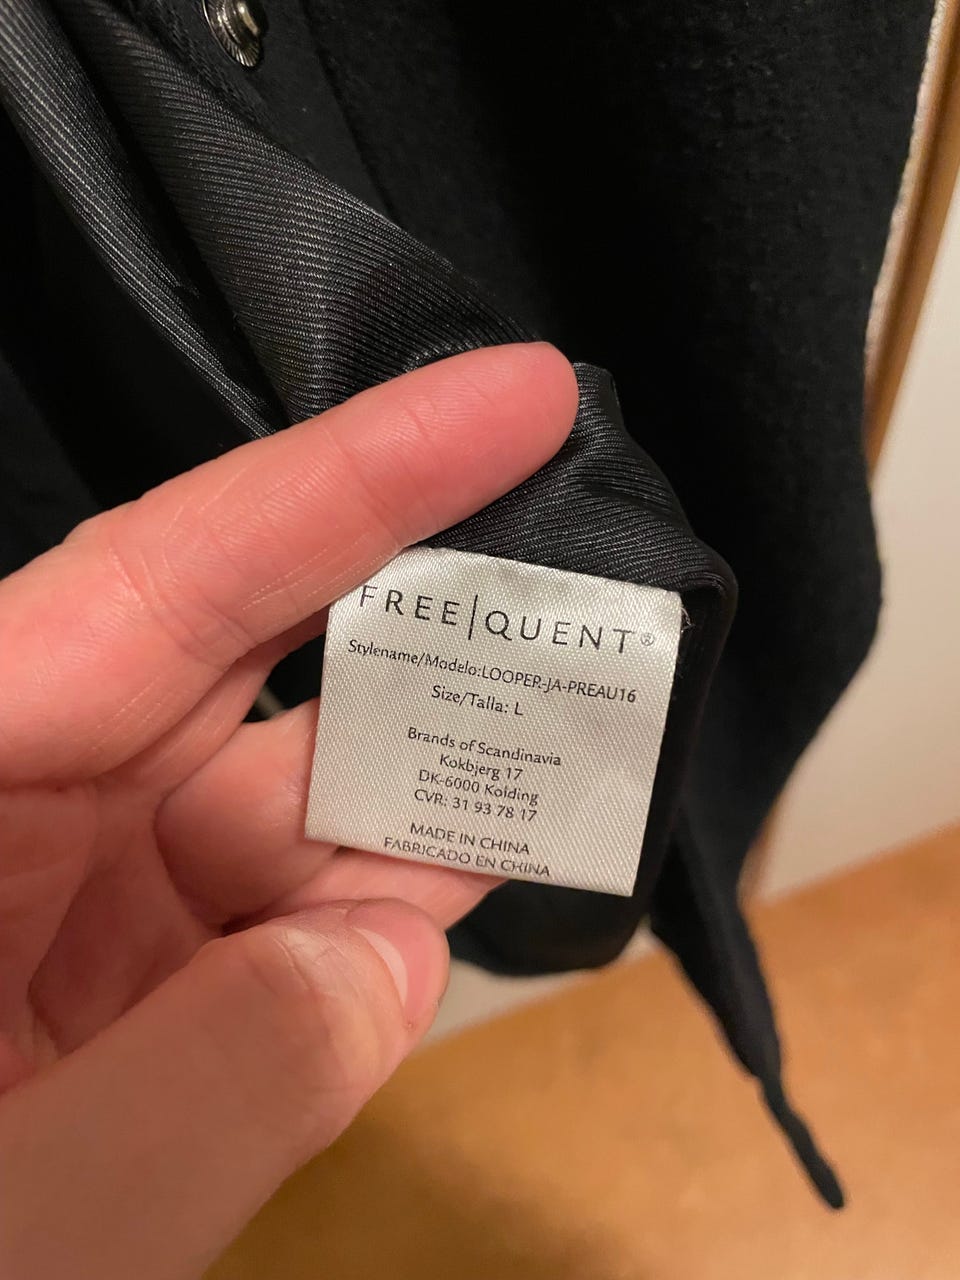 FREE|QUENT®
Stylename/Modelo:LOOPER-JA-PREAU16
Size/Talla: L
Brands of Scandinavia
Kokbjerg 17
DK-6000 Kolding
CVR: 31 93 78 17
MADE IN CHINA
FABRICADO EN CHINA